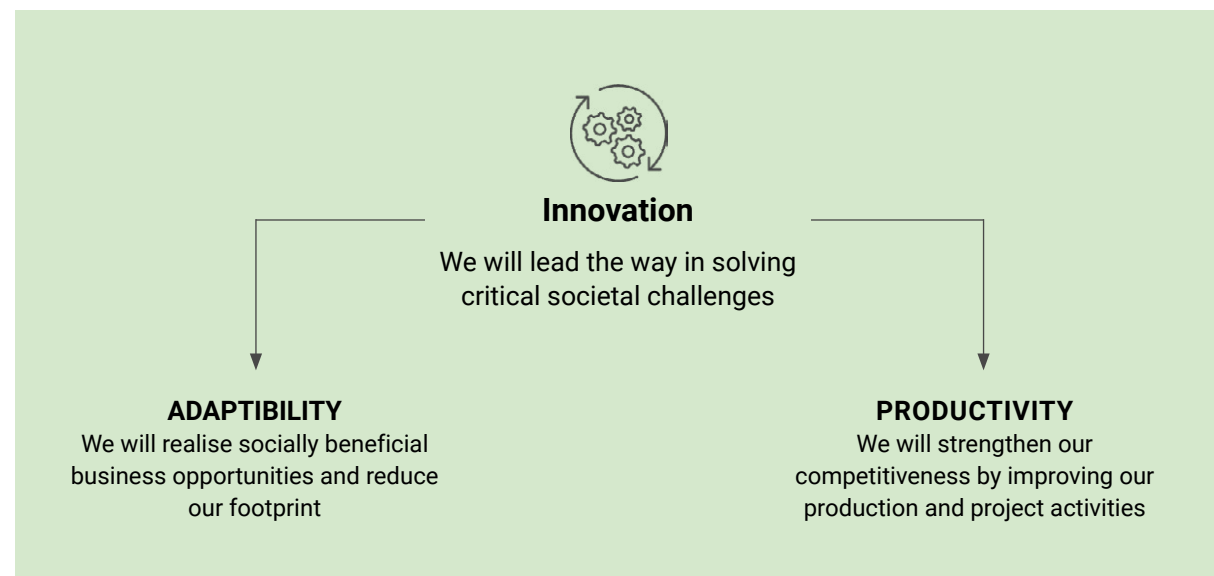 Innovation
We will lead the way in solving
critical societal challenges
ADAPTIBILITY
We will realise socially beneficial
business opportunities and reduce
our footprint
PRODUCTIVITY
We will strengthen our
competitiveness by improving our
production and project activities